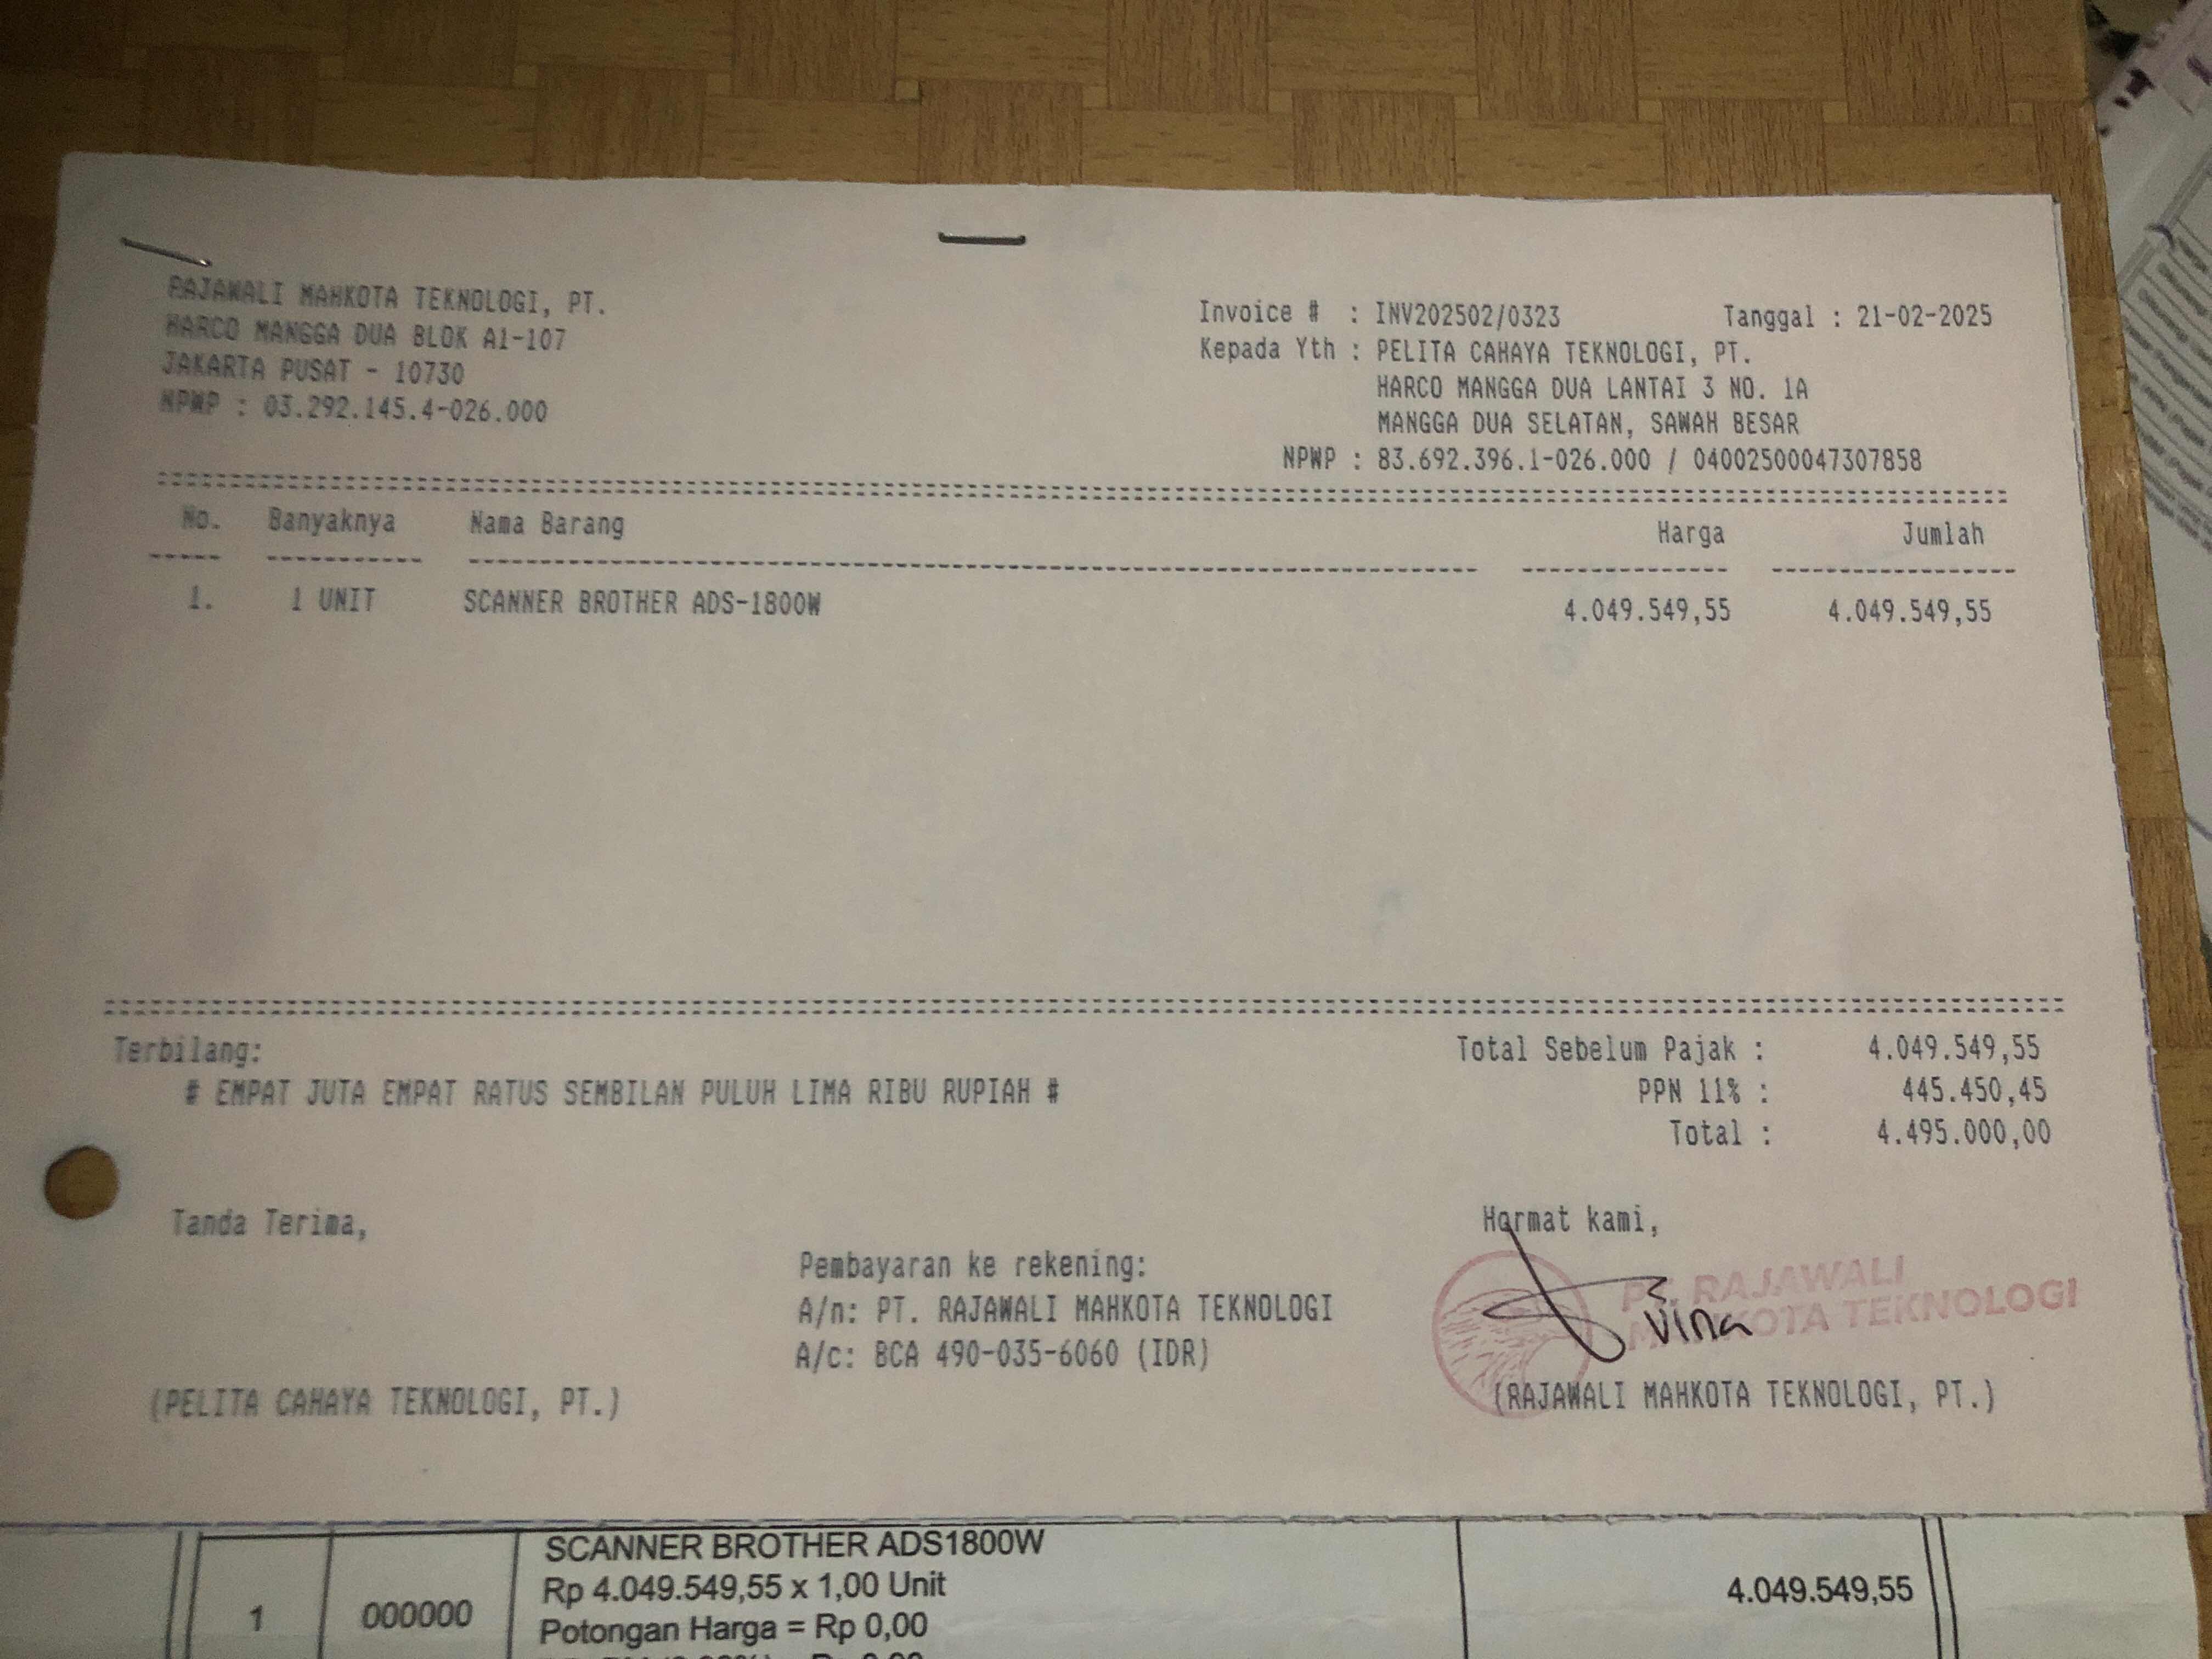 RAJAWALI MAHKOTA TEKNOLOGI, PT.
HARCO MANGGA DUA BLOK A1-107
JAKARTA PUSAT - 10730
NPWP : 03.292.145.4-026.000
Invoice # : INV202502/0323 Tanggal : 21-02-2025
Kepada Yth : PELITA CAHAYA TEKNOLOGI, PT.
HARCO MANGGA DUA LANTAI 3 NO. 1A
MANGGA DUA SELATAN, SAWAH BESAR
NPWP : 83.692.396.1-026.000 / 04002500047307858
No. Banyaknya Nama Barang Harga Jumlah
1. 1 UNIT SCANNER BROTHER ADS-1800W 4.049.549,55 4.049.549,55
Terbilang:
# EMPAT JUTA EMPAT RATUS SEMBILAN PULUH LIMA RIBU RUPIAH #
Total Sebelum Pajak : 4.049.549,55
PPN 11% : 445.450,45
Total : 4.495.000,00
Tanda Terima,
(PELITA CAHAYA TEKNOLOGI, PT.)
Pembayaran ke rekening:
A/n: PT. RAJAWALI MAHKOTA TEKNOLOGI
A/c: BCA 490-035-6060 (IDR)
Hormat kami,
PT. RAJAWALI
MAHKOTA TEKNOLOGI
Vina
(RAJAWALI MAHKOTA TEKNOLOGI, PT.)
1 000000 SCANNER BROTHER ADS1800W
Rp 4.049.549,55 x 1,00 Unit 4.049.549,55
Potongan Harga = Rp 0,00